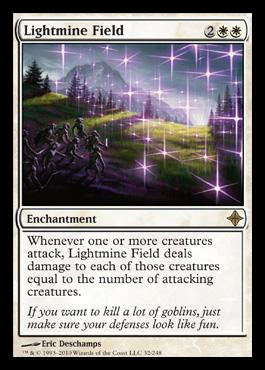 Lightmine Field 2
Enchantment
Whenever one or more creatures
attack, Lightmine Field deals
damage to each of those creatures
equal to the number of attacking
creatures.
If you want to kill a lot of goblins, just
make sure your defenses look like fun.
Eric Deschamps
™ & © 1993–2010 Wizards of the Coast LLC 32/248